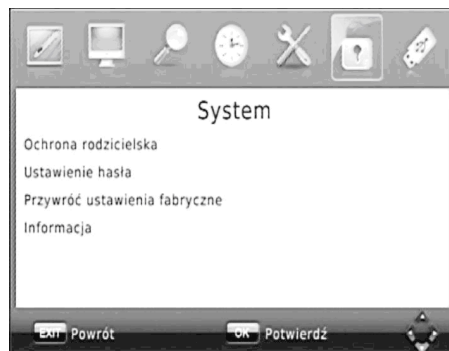 System
Ochrona rodzicielska
Ustawienie hasła
Przywróć ustawienia fabryczne
Informacja
EXIT Powrót OK Potwierdź